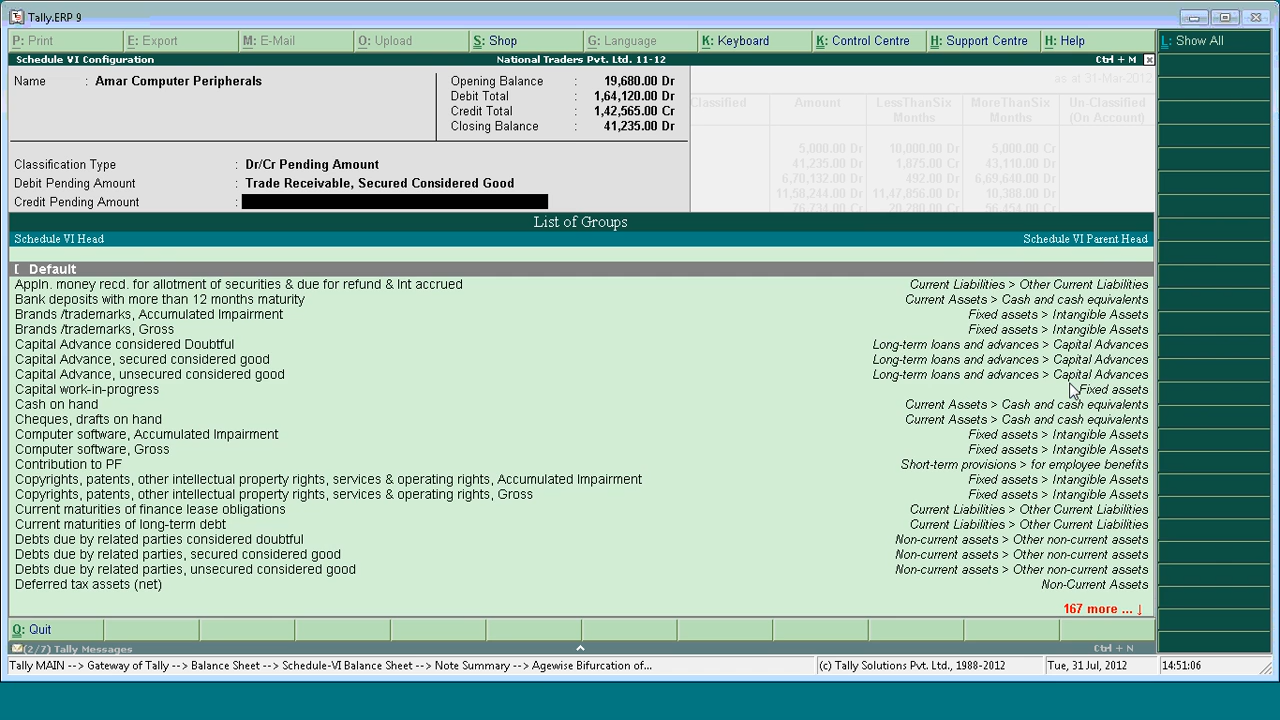 Tally.ERP 9
P: Print E: Export M: E-Mail O: Upload S: Shop G: Language K: Keyboard K: Control Centre H: Support Centre H: Help L: Show All
Schedule VI Configuration National Traders Pvt. Ltd. 11-12 Ctrl + M
Name : Amar Computer Peripherals
Opening Balance : 19,680.00 Dr
Debit Total : 1,64,120.00 Dr
Credit Total : 1,42,565.00 Cr
Closing Balance : 41,235.00 Dr
as at 31-Mar-2012
Classified Amount LessThanSix Months MoreThanSix Months Un-Classified (On Account)
5,000.00 Dr 10,000.00 Dr 5,000.00 Cr
41,235.00 Dr 1,875.00 Cr 43,110.00 Dr
6,70,132.00 Dr 492.00 Dr 6,69,640.00 Dr
11,58,244.00 Dr 11,47,856.00 Dr 10,388.00 Dr
76,734.00 Cr 20,280.00 Cr 56,454.00 Cr
Classification Type : Dr/Cr Pending Amount
Debit Pending Amount : Trade Receivable, Secured Considered Good
Credit Pending Amount :
List of Groups
Schedule VI Head Schedule VI Parent Head
[ Default
Appln. money recd. for allotment of securities & due for refund & Int accrued Current Liabilities > Other Current Liabilities
Bank deposits with more than 12 months maturity Current Assets > Cash and cash equivalents
Brands /trademarks, Accumulated Impairment Fixed assets > Intangible Assets
Brands /trademarks, Gross Fixed assets > Intangible Assets
Capital Advance considered Doubtful Long-term loans and advances > Capital Advances
Capital Advance, secured considered good Long-term loans and advances > Capital Advances
Capital Advance, unsecured considered good Long-term loans and advances > Capital Advances
Capital work-in-progress Fixed assets
Cash on hand Current Assets > Cash and cash equivalents
Cheques, drafts on hand Current Assets > Cash and cash equivalents
Computer software, Accumulated Impairment Fixed assets > Intangible Assets
Computer software, Gross Fixed assets > Intangible Assets
Contribution to PF Short-term provisions > for employee benefits
Copyrights, patents, other intellectual property rights, services & operating rights, Accumulated Impairment Fixed assets > Intangible Assets
Copyrights, patents, other intellectual property rights, services & operating rights, Gross Fixed assets > Intangible Assets
Current maturities of finance lease obligations Current Liabilities > Other Current Liabilities
Current maturities of long-term debt Current Liabilities > Other Current Liabilities
Debts due by related parties considered doubtful Non-current assets > Other non-current assets
Debts due by related parties, secured considered good Non-current assets > Other non-current assets
Debts due by related parties, unsecured considered good Non-current assets > Other non-current assets
Deferred tax assets (net) Non-Current Assets
167 more ... ↓
Q: Quit
(2/7) Tally Messages Ctrl + N
Tally MAIN --> Gateway of Tally --> Balance Sheet --> Schedule-VI Balance Sheet --> Note Summary --> Agewise Bifurcation of... (c) Tally Solutions Pvt. Ltd., 1988-2012 Tue, 31 Jul, 2012 14:51:06